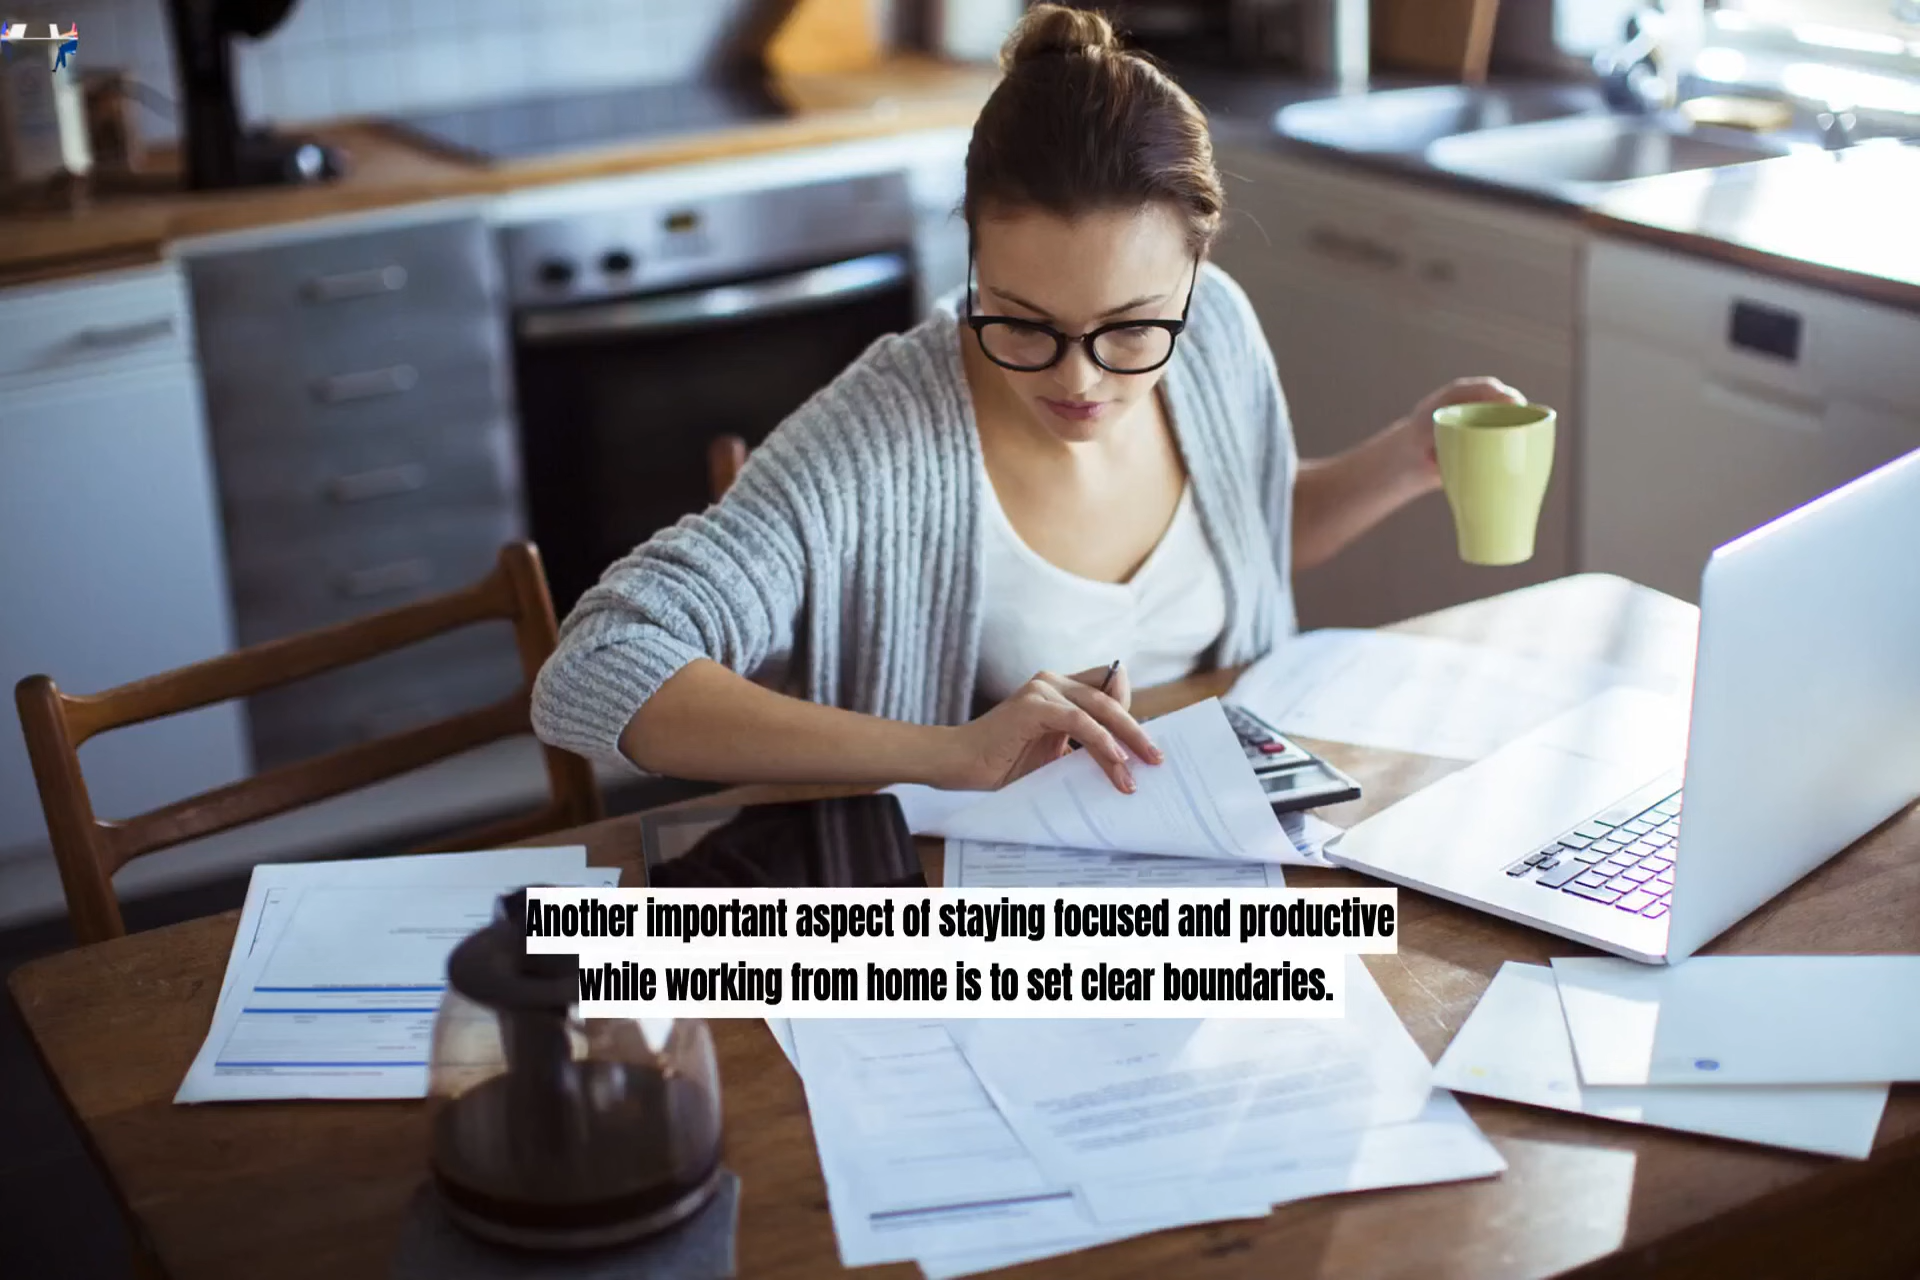 Another important aspect of staying focused and productive
while working from home is to set clear boundaries.